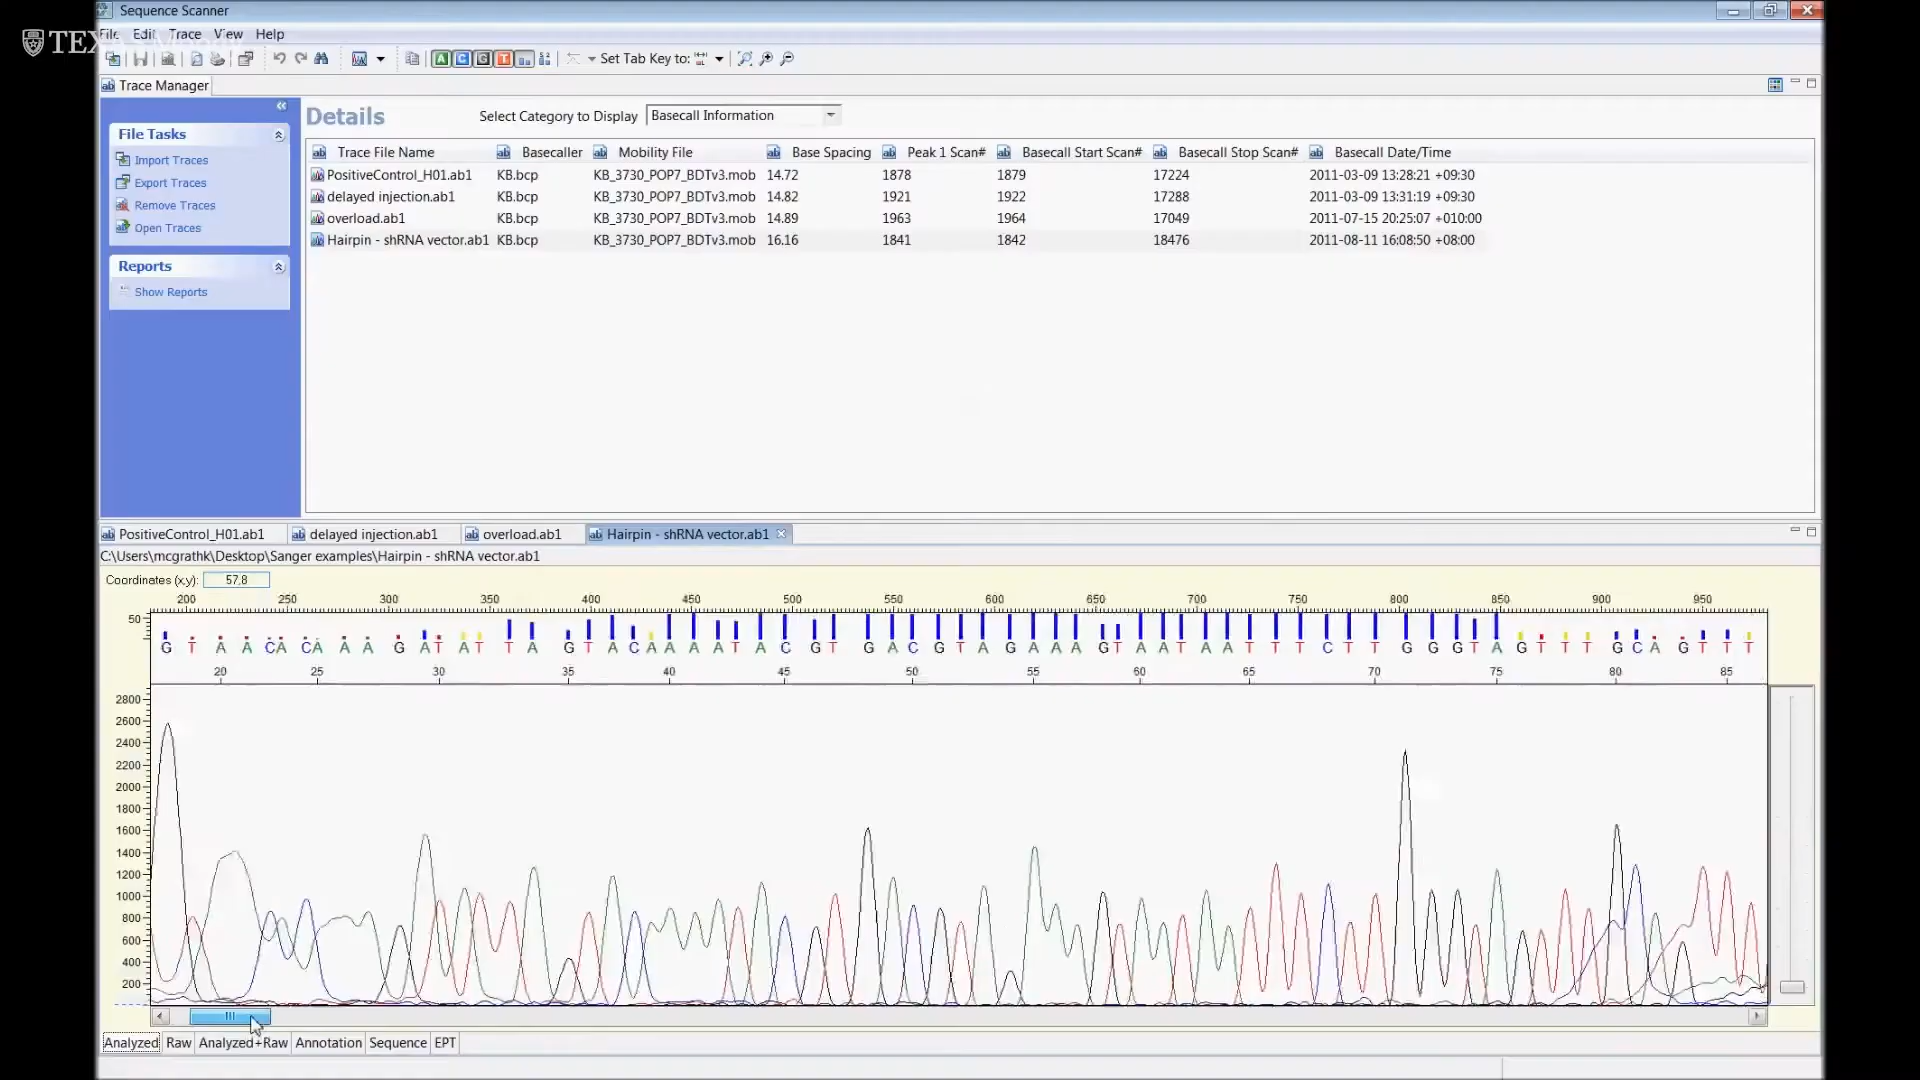 Sequence Scanner
TEXAS
File Edit Trace View Help
A C G T Set Tab Key to:
Trace Manager
File Tasks
Import Traces
Export Traces
Remove Traces
Open Traces
Reports
Show Reports
Details Select Category to Display Basecall Information
Trace File Name Basecaller Mobility File Base Spacing Peak 1 Scan# Basecall Start Scan# Basecall Stop Scan# Basecall Date/Time
PositiveControl_H01.ab1 KB.bcp KB_3730_POP7_BDTv3.mob 14.72 1878 1879 17224 2011-03-09 13:28:21 +09:30
delayed injection.ab1 KB.bcp KB_3730_POP7_BDTv3.mob 14.82 1921 1922 17288 2011-03-09 13:31:19 +09:30
overload.ab1 KB.bcp KB_3730_POP7_BDTv3.mob 14.89 1963 1964 17049 2011-07-15 20:25:07 +010:00
Hairpin - shRNA vector.ab1 KB.bcp KB_3730_POP7_BDTv3.mob 16.16 1841 1842 18476 2011-08-11 16:08:50 +08:00
PositiveControl_H01.ab1 delayed injection.ab1 overload.ab1 Hairpin - shRNA vector.ab1
C:\Users\mcgrathk\Desktop\Sanger examples\Hairpin - shRNA vector.ab1
Coordinates (x,y): 57,8
200 250 300 350 400 450 500 550 600 650 700 750 800 850 900 950
50
G T A A C A C A A A G A T A T T A G T A C A A A A T A C G T G A C G T A G A A A G T A A T A A T T T C T T G G G T A G T T T G C A G T T T
20 25 30 35 40 45 50 55 60 65 70 75 80 85
2800
2600
2400
2200
2000
1800
1600
1400
1200
1000
800
600
400
200
Analyzed Raw Analyzed+Raw Annotation Sequence EPT